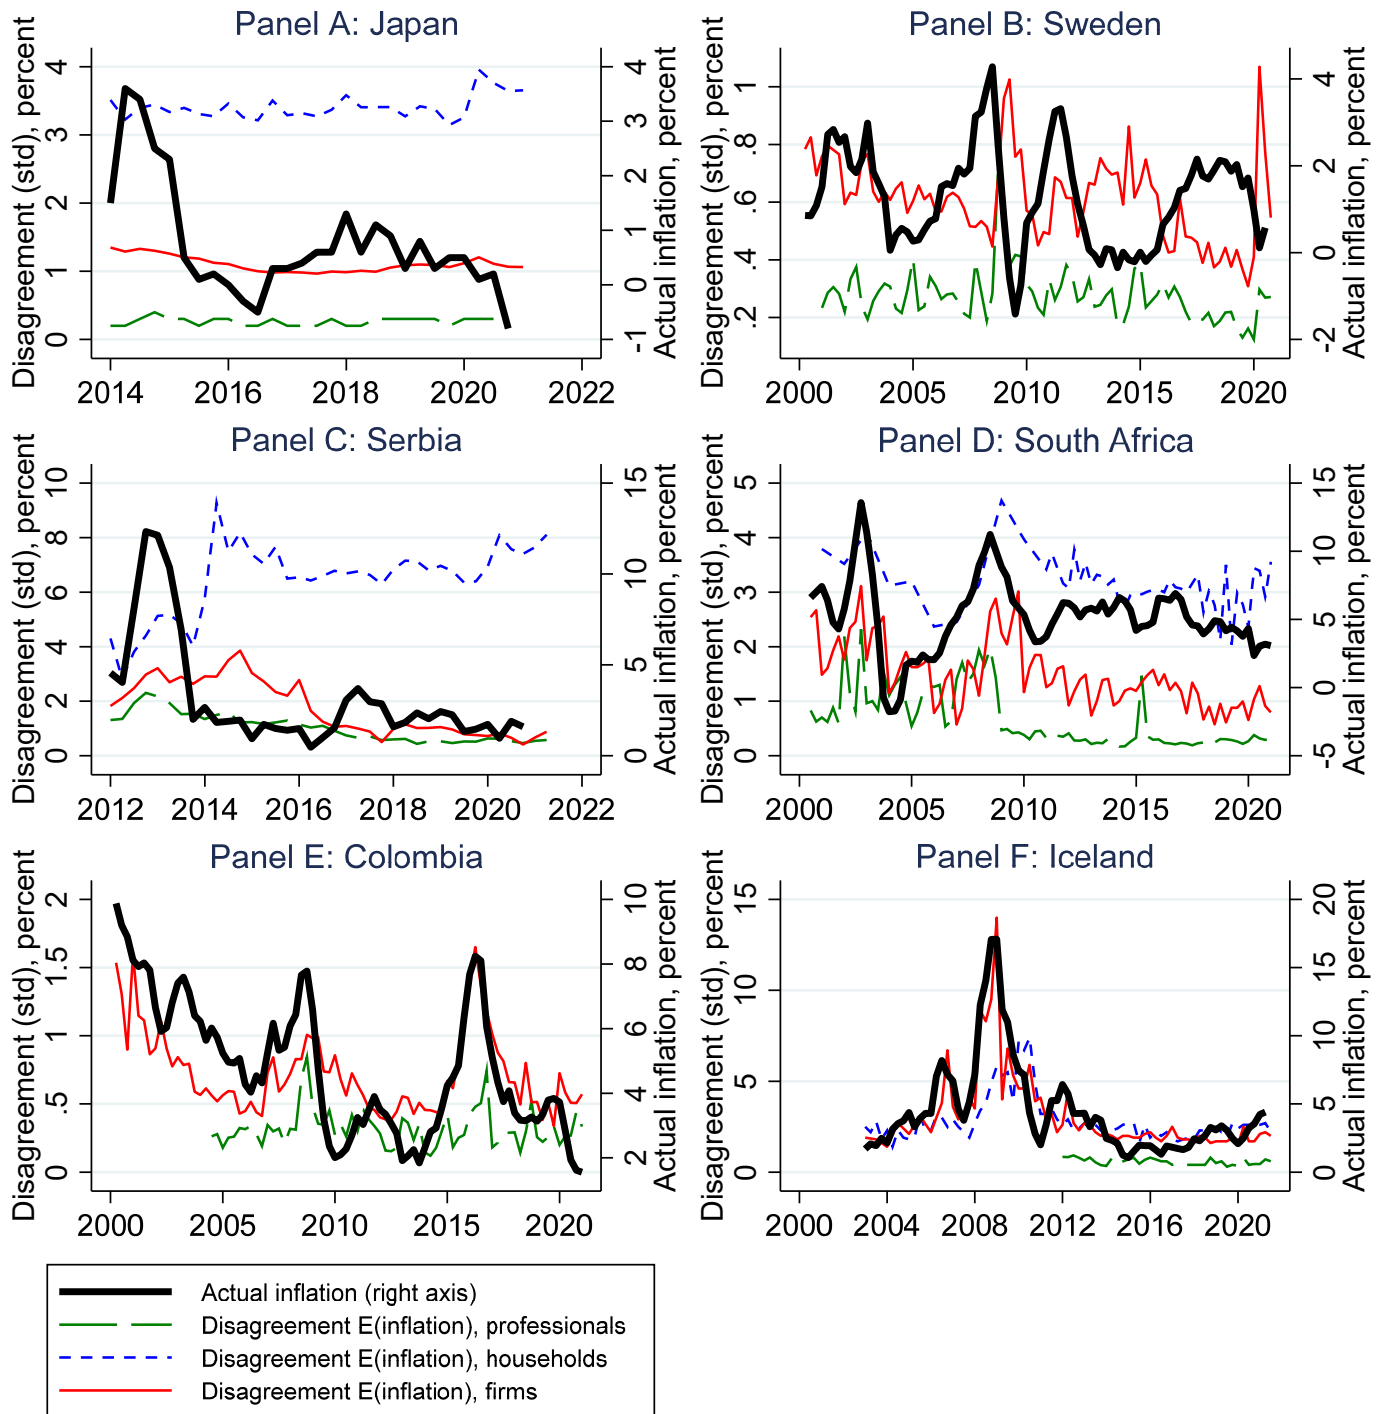 Panel A: Japan
Disagreement (std), percent
4
3
2
1
0
4
3
2
1
0
-1
Actual inflation, percent
2014 2016 2018 2020 2022
Panel B: Sweden
Disagreement (std), percent
1
.8
.6
.4
.2
4
2
0
-2
Actual inflation, percent
2000 2005 2010 2015 2020
Panel C: Serbia
Disagreement (std), percent
10
8
6
4
2
0
15
10
5
0
Actual inflation, percent
2012 2014 2016 2018 2020 2022
Panel D: South Africa
Disagreement (std), percent
5
4
3
2
1
0
15
10
5
0
-5
Actual inflation, percent
2000 2005 2010 2015 2020
Panel E: Colombia
Disagreement (std), percent
2
1.5
1
.5
0
10
8
6
4
2
Actual inflation, percent
2000 2005 2010 2015 2020
Panel F: Iceland
Disagreement (std), percent
15
10
5
0
20
15
10
5
0
Actual inflation, percent
2000 2004 2008 2012 2016 2020
Actual inflation (right axis)
Disagreement E(inflation), professionals
Disagreement E(inflation), households
Disagreement E(inflation), firms